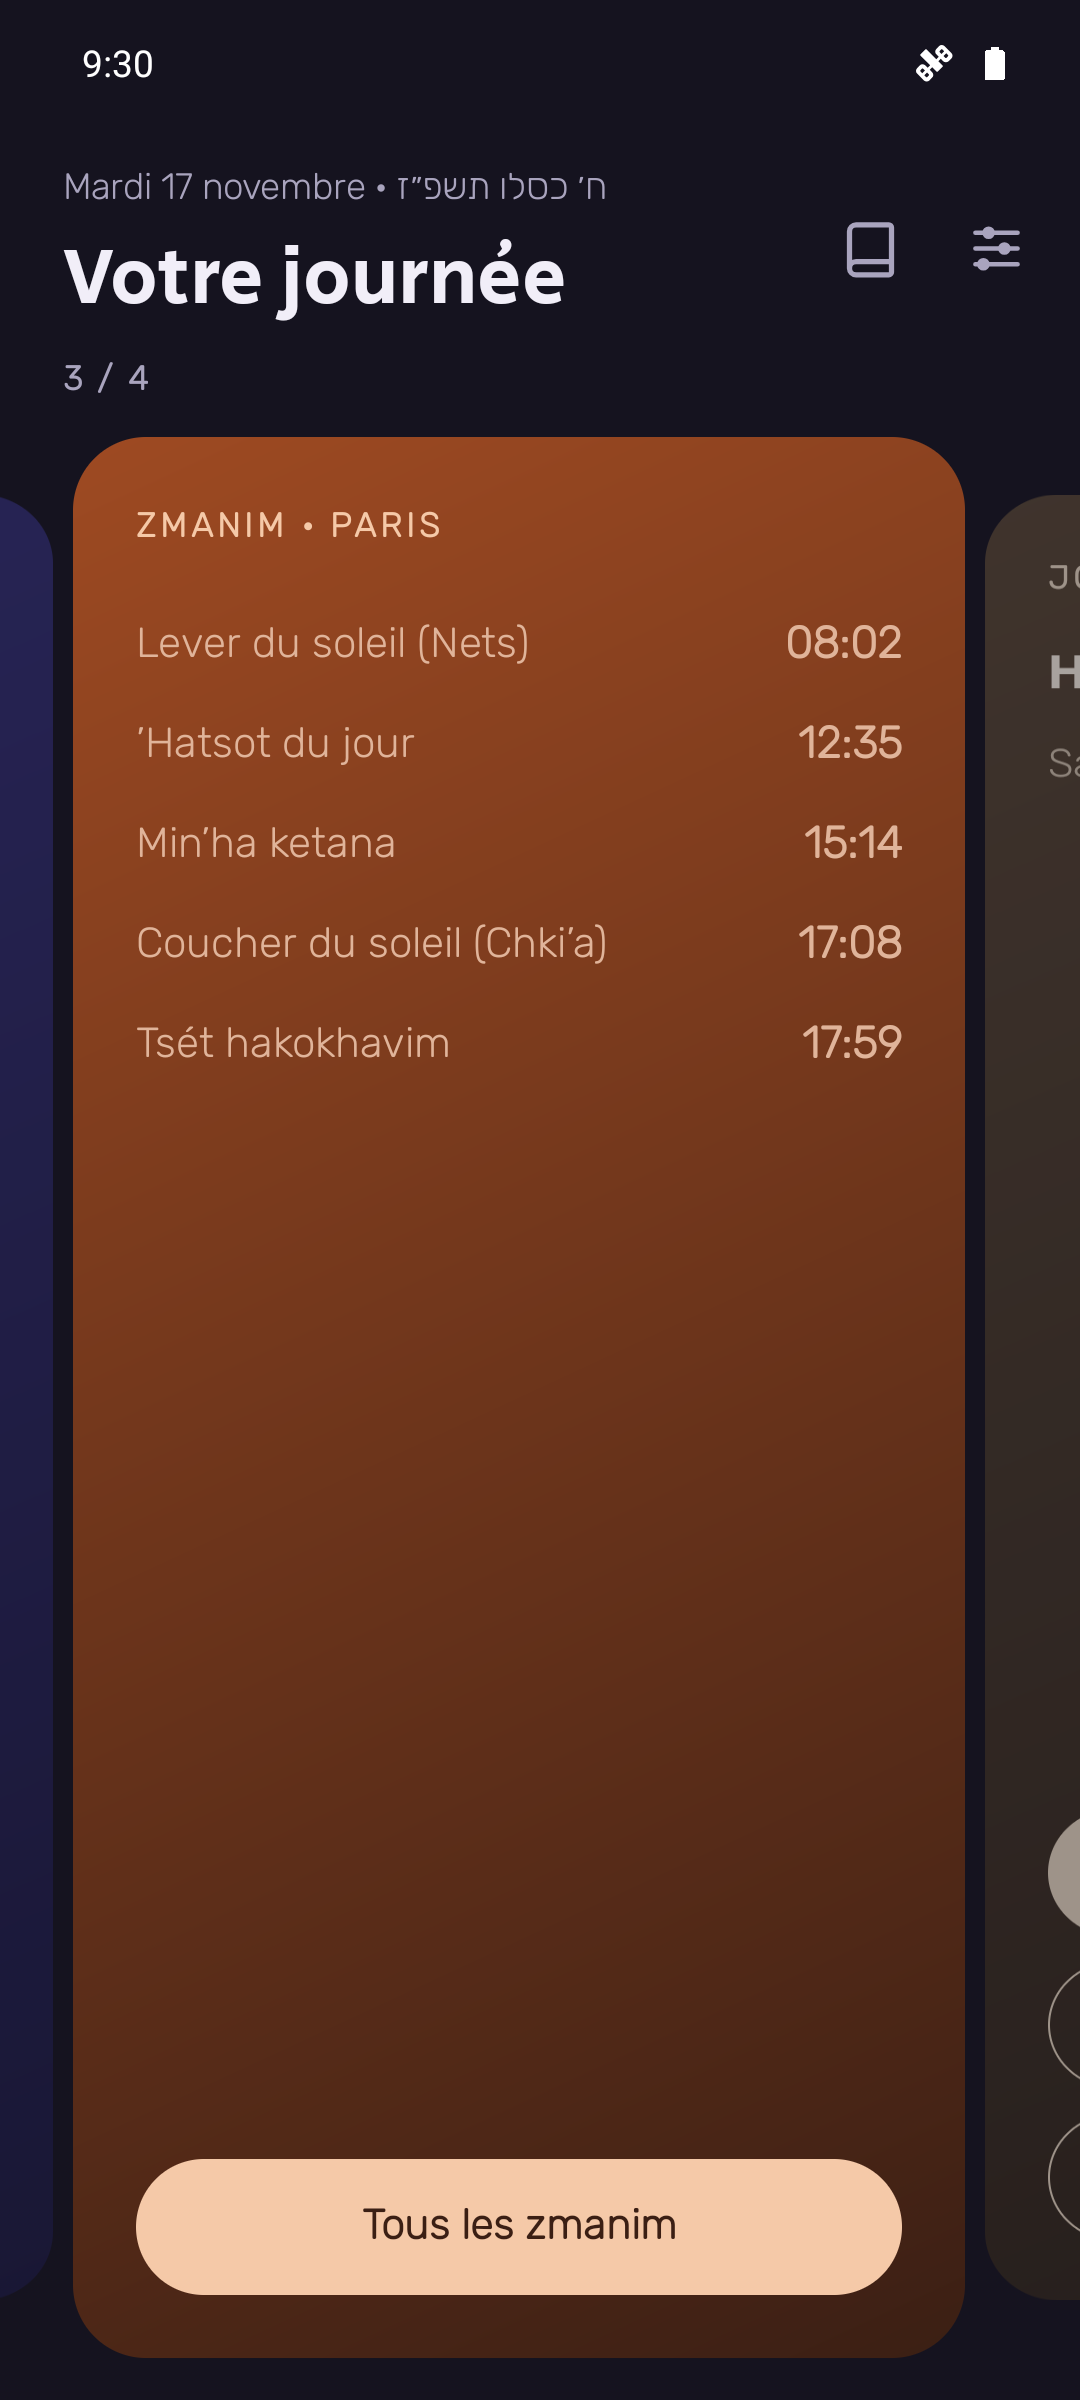 9:30
Mardi 17 novembre • ח׳ כסלו תשפ״ז
Votre journée
3 / 4
ZMANIM • PARIS
Lever du soleil (Nets) 08:02
’Hatsot du jour 12:35
Min’ha ketana 15:14
Coucher du soleil (Chki’a) 17:08
Tsét hakokhavim 17:59
Tous les zmanim